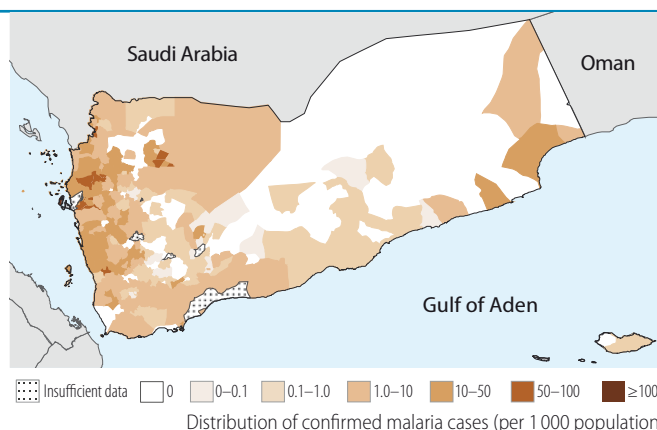 Saudi Arabia
Oman
Gulf of Aden
Insufficient data 0 0–0.1 0.1–1.0 1.0–10 10–50 50–100 ≥100
Distribution of confirmed malaria cases (per 1 000 population